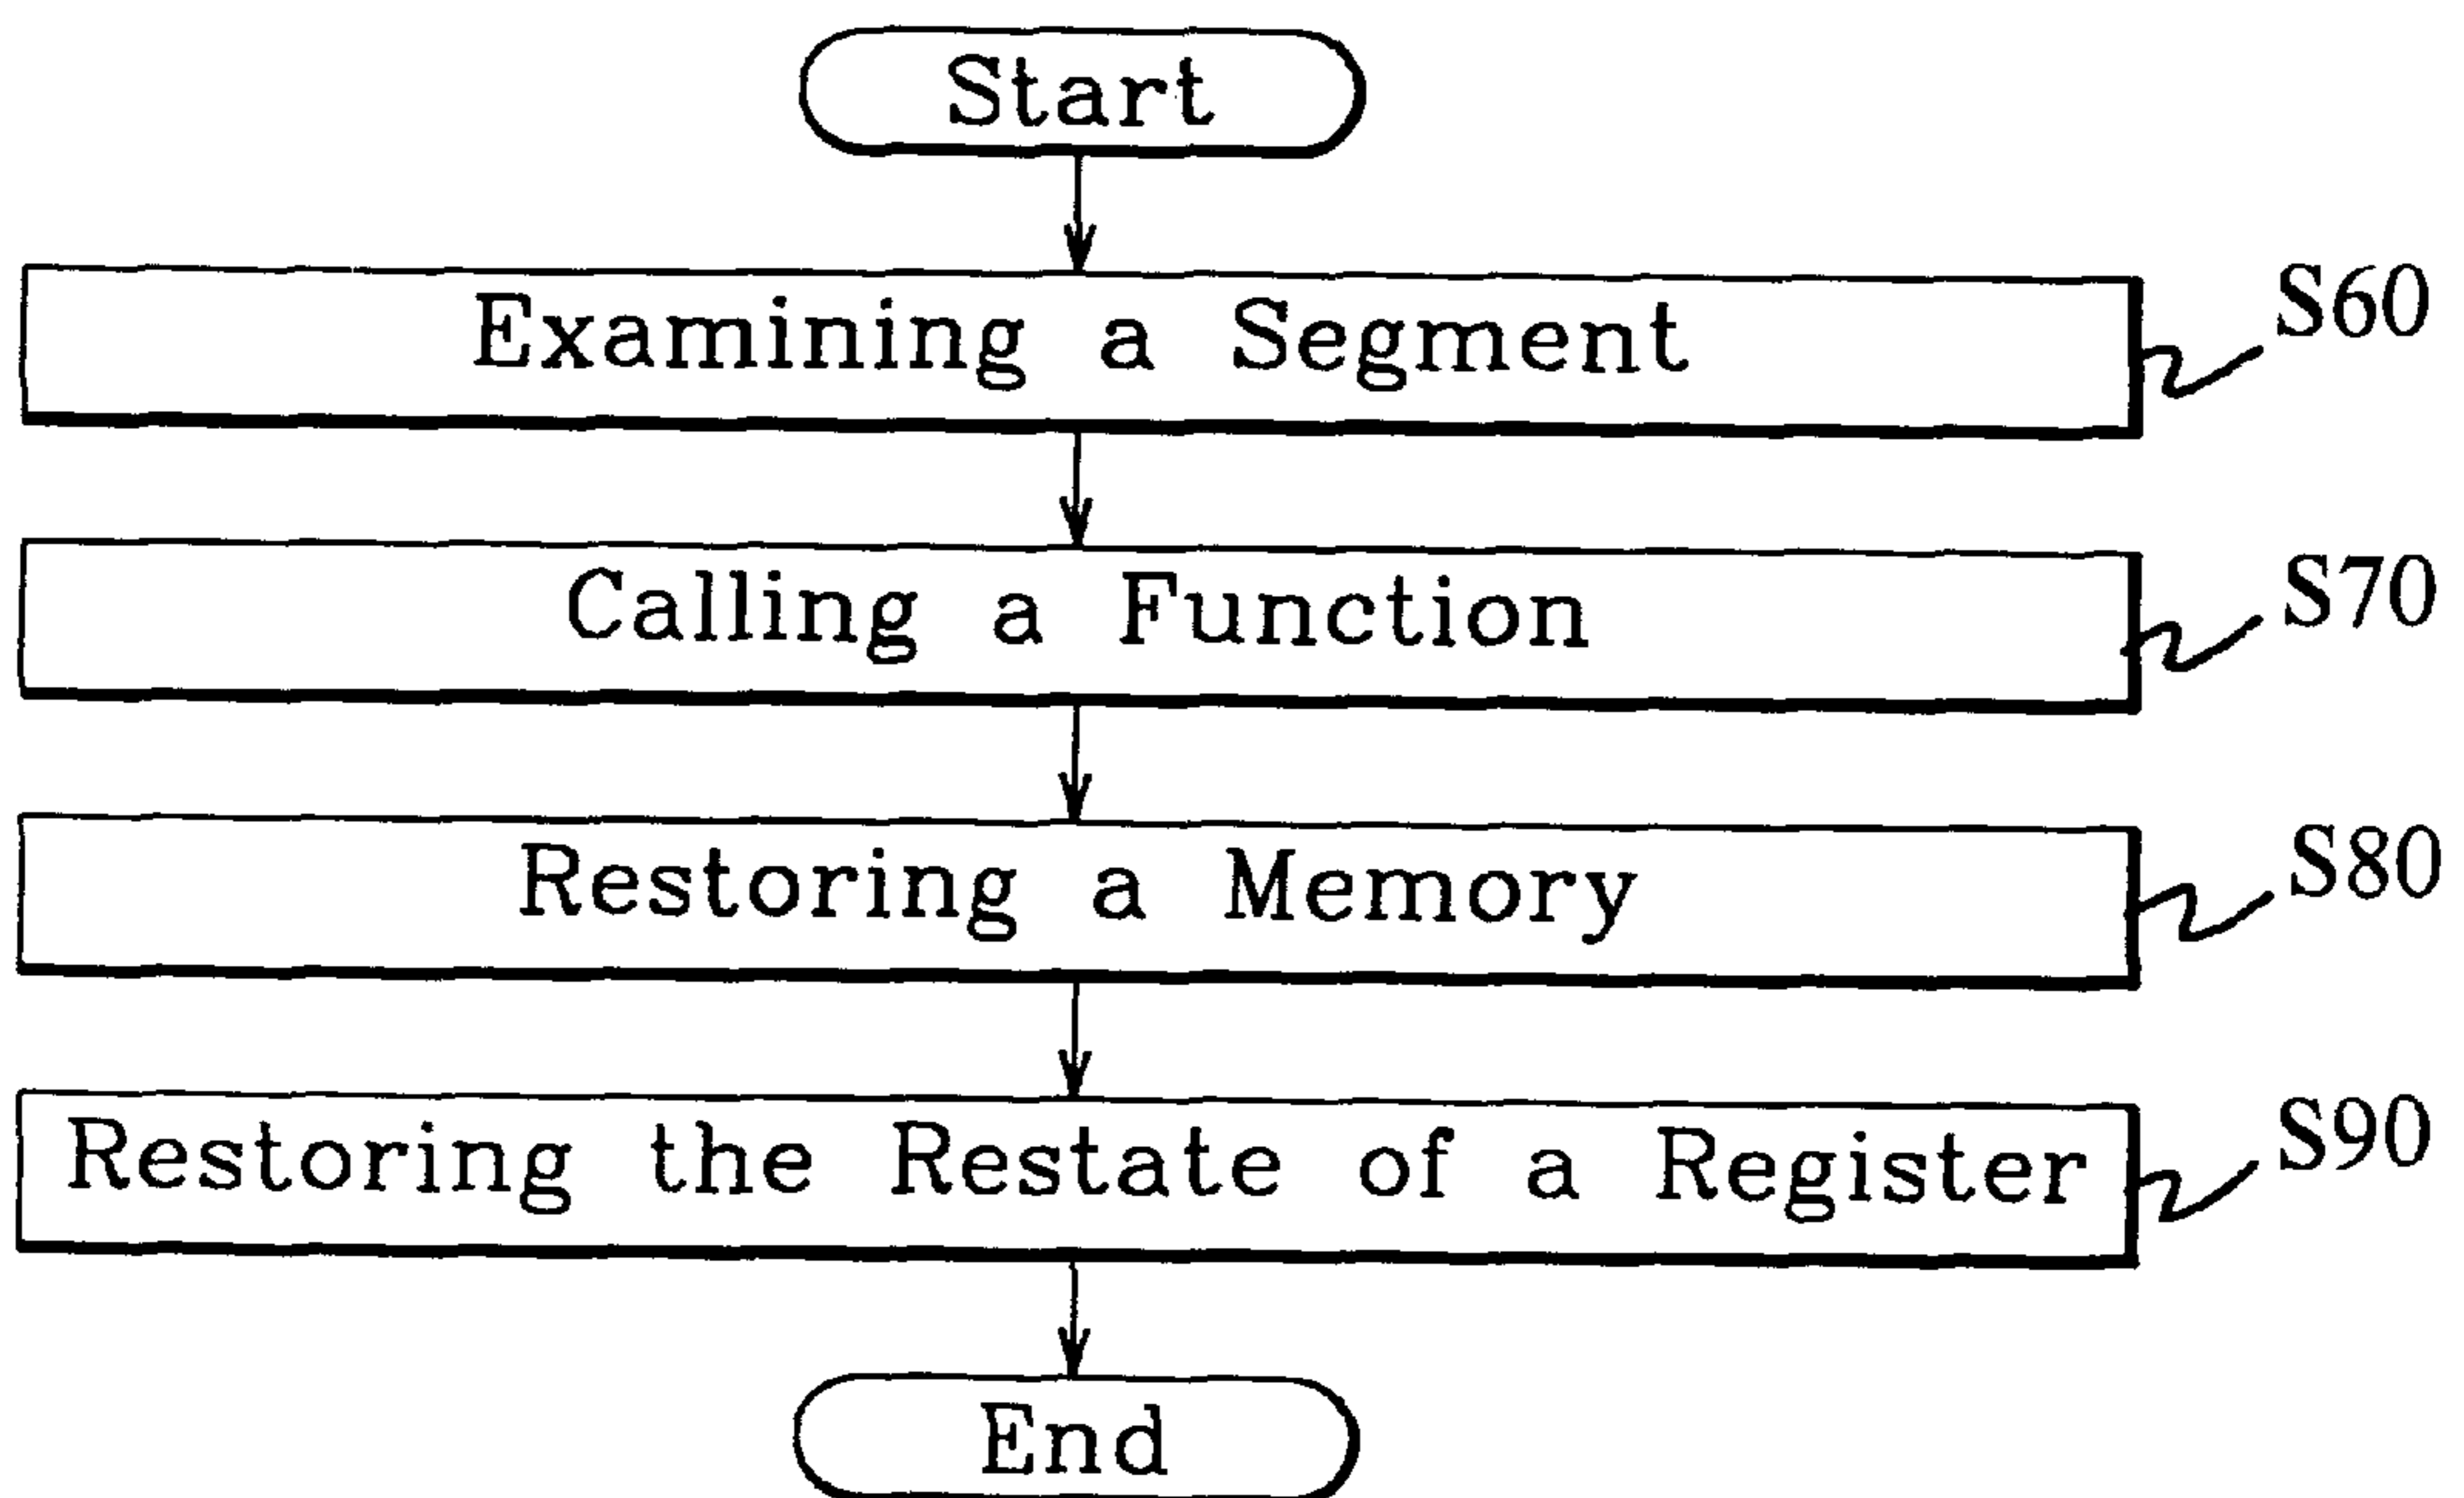 Start
Examining a Segment
S60
Calling a Function
S70
Restoring a Memory
S80
Restoring the Restate of a Register
S90
End